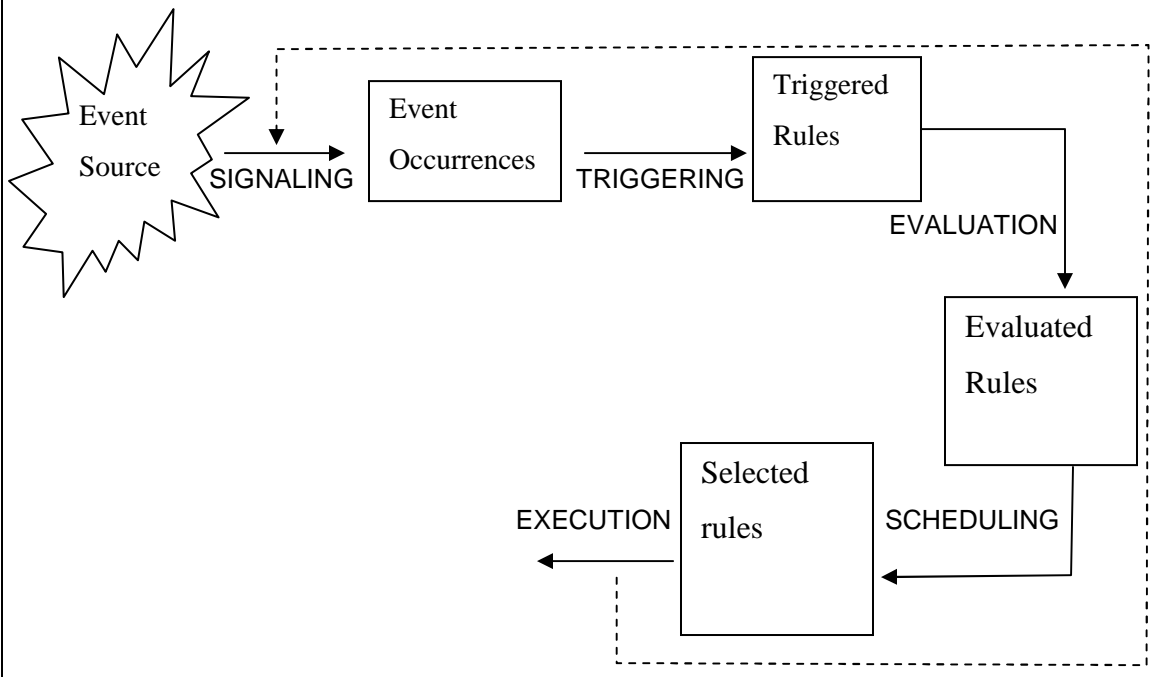 Event
Source
SIGNALING
Event
Occurrences
TRIGGERING
Triggered
Rules
EVALUATION
Evaluated
Rules
SCHEDULING
Selected
rules
EXECUTION